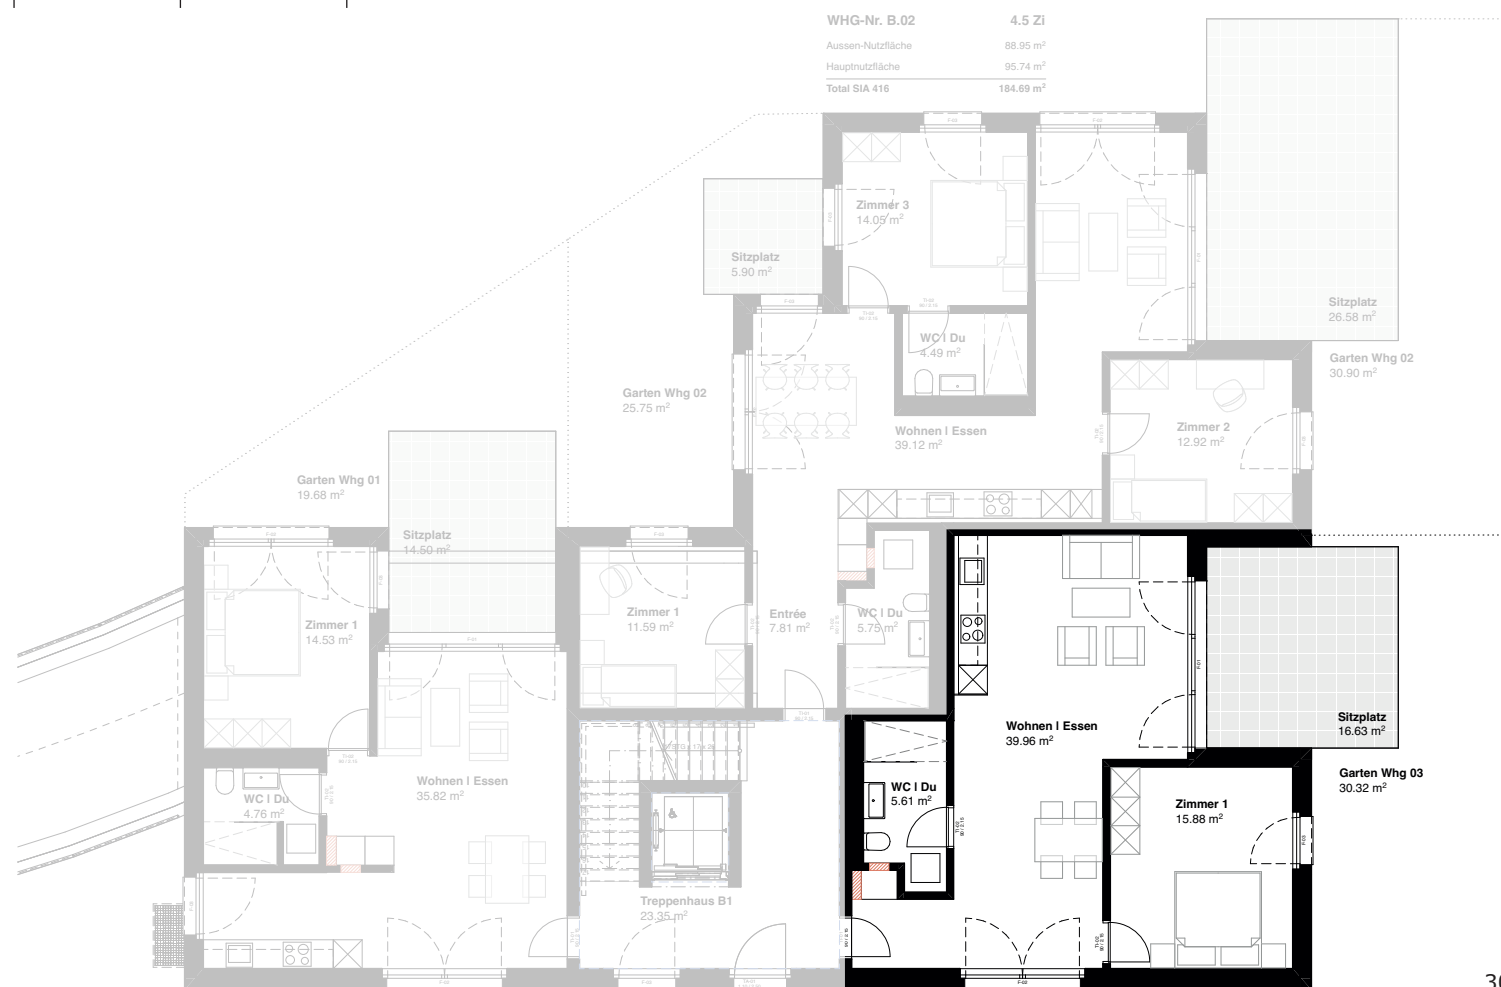 WHG-Nr. B.02 4.5 Zi
Aussen-Nutzfläche 88.95 m²
Hauptnutzfläche 95.74 m²
Total SIA 416 184.69 m²
Zimmer 3
14.05 m²
Sitzplatz
5.90 m²
Sitzplatz
26.58 m²
WC I Du
4.49 m²
Garten Whg 02
30.90 m²
Garten Whg 02
25.75 m²
Wohnen I Essen
39.12 m²
Zimmer 2
12.92 m²
Garten Whg 01
19.68 m²
Sitzplatz
14.50 m²
Zimmer 1
14.53 m²
Zimmer 1
11.59 m²
Entrée
7.81 m²
WC I Du
5.75 m²
Wohnen I Essen
39.96 m²
Sitzplatz
16.63 m²
Wohnen I Essen
35.82 m²
WC I Du
4.76 m²
WC I Du
5.61 m²
Garten Whg 03
30.32 m²
Zimmer 1
15.88 m²
Treppenhaus B1
23.35 m²